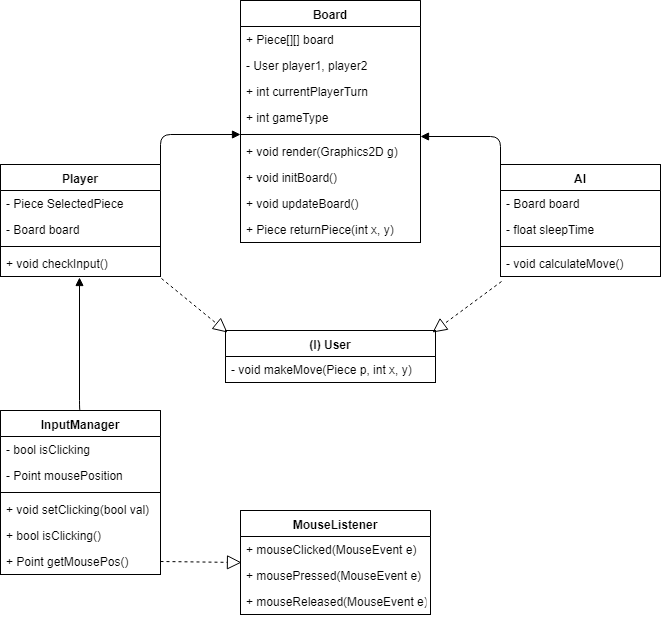 Board
+ Piece[][] board
- User player1, player2
+ int currentPlayerTurn
+ int gameType
+ void render(Graphics2D g)
+ void initBoard()
+ void updateBoard()
+ Piece returnPiece(int x, y)
Player
- Piece SelectedPiece
- Board board
+ void checkInput()
AI
- Board board
- float sleepTime
- void calculateMove()
(I) User
- void makeMove(Piece p, int x, y)
InputManager
- bool isClicking
- Point mousePosition
+ void setClicking(bool val)
+ bool isClicking()
+ Point getMousePos()
MouseListener
+ mouseClicked(MouseEvent e)
+ mousePressed(MouseEvent e)
+ mouseReleased(MouseEvent e)